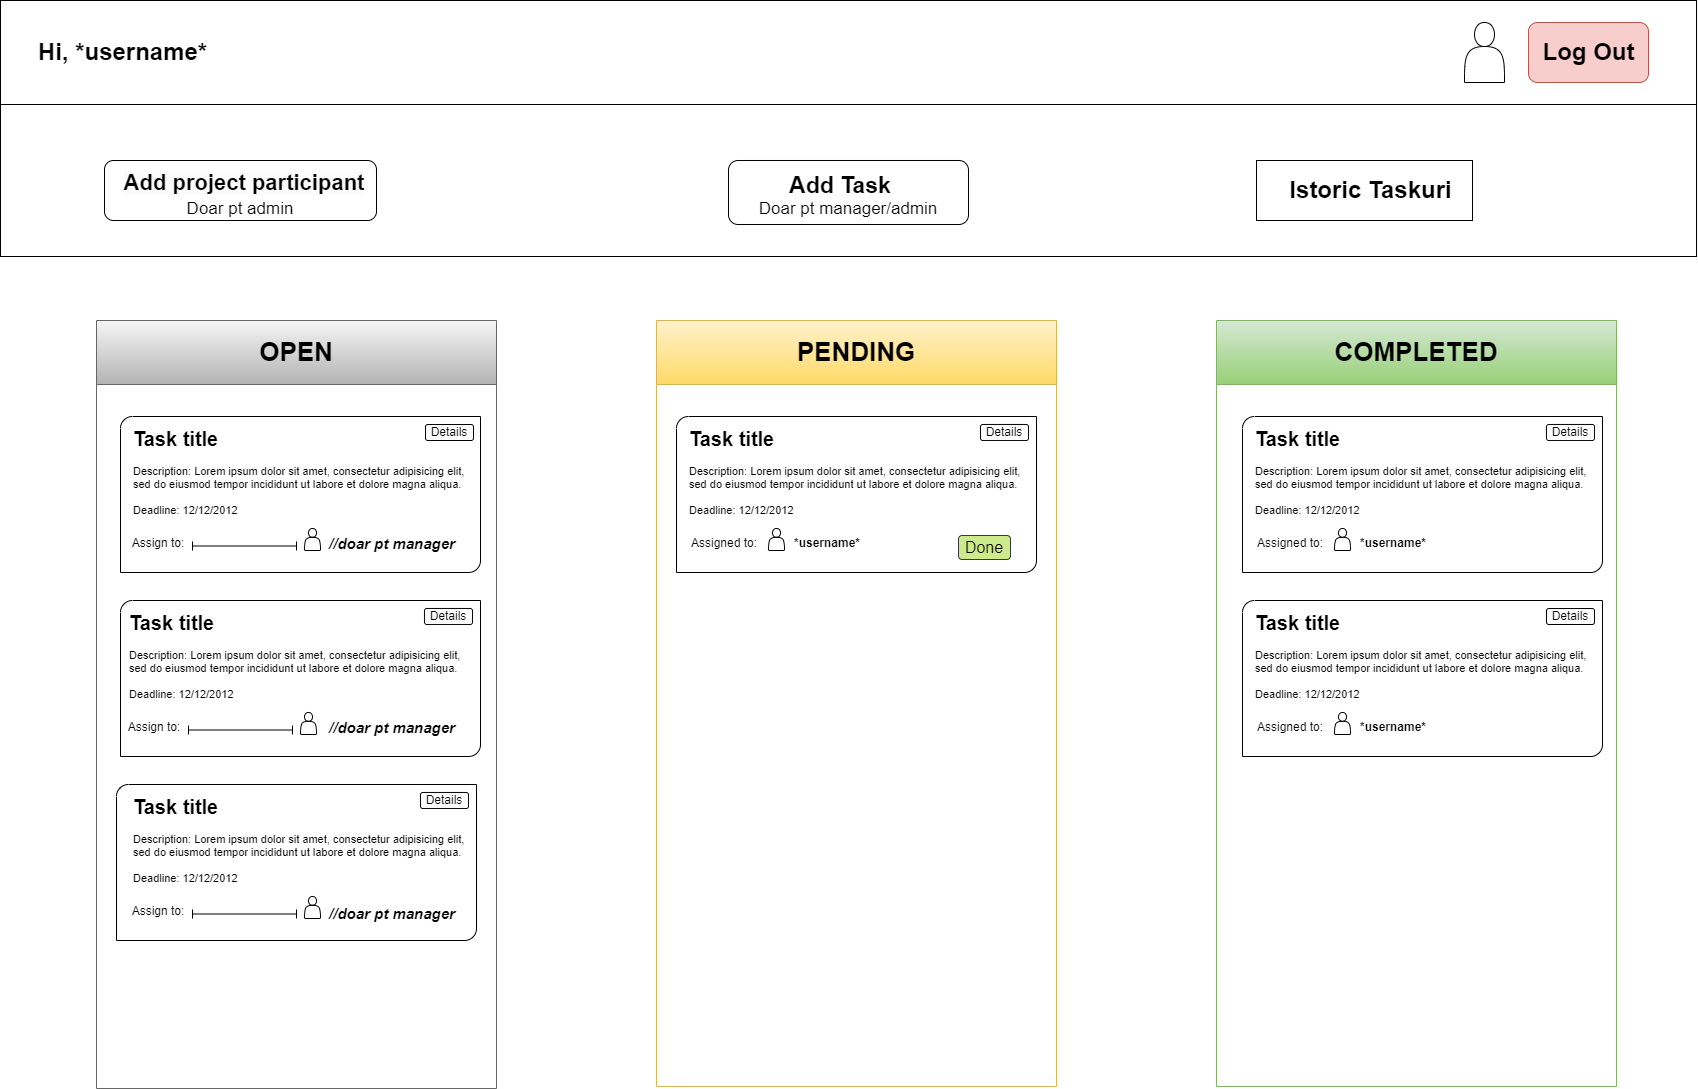 Hi, *username*
Log Out
Add project participant
Doar pt admin
Add Task
Doar pt manager/admin
Istoric Taskuri
OPEN
Task title
Details
Description: Lorem ipsum dolor sit amet, consectetur adipisicing elit,
sed do eiusmod tempor incididunt ut labore et dolore magna aliqua.
Deadline: 12/12/2012
Assign to:
//doar pt manager
Task title
Details
Description: Lorem ipsum dolor sit amet, consectetur adipisicing elit,
sed do eiusmod tempor incididunt ut labore et dolore magna aliqua.
Deadline: 12/12/2012
Assign to:
//doar pt manager
Task title
Details
Description: Lorem ipsum dolor sit amet, consectetur adipisicing elit,
sed do eiusmod tempor incididunt ut labore et dolore magna aliqua.
Deadline: 12/12/2012
Assign to:
//doar pt manager
PENDING
Task title
Details
Description: Lorem ipsum dolor sit amet, consectetur adipisicing elit,
sed do eiusmod tempor incididunt ut labore et dolore magna aliqua.
Deadline: 12/12/2012
Assigned to:
*username*
Done
COMPLETED
Task title
Details
Description: Lorem ipsum dolor sit amet, consectetur adipisicing elit,
sed do eiusmod tempor incididunt ut labore et dolore magna aliqua.
Deadline: 12/12/2012
Assigned to:
*username*
Task title
Details
Description: Lorem ipsum dolor sit amet, consectetur adipisicing elit,
sed do eiusmod tempor incididunt ut labore et dolore magna aliqua.
Deadline: 12/12/2012
Assigned to:
*username*